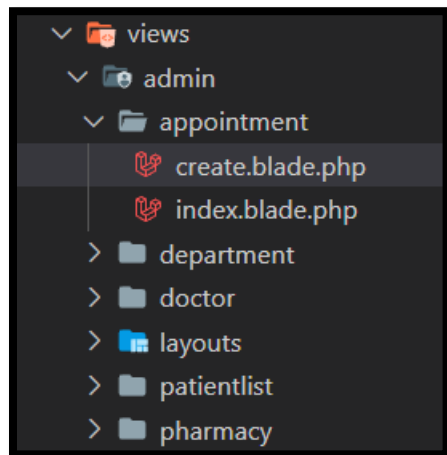 views
admin
appointment
create.blade.php
index.blade.php
department
doctor
layouts
patientlist
pharmacy